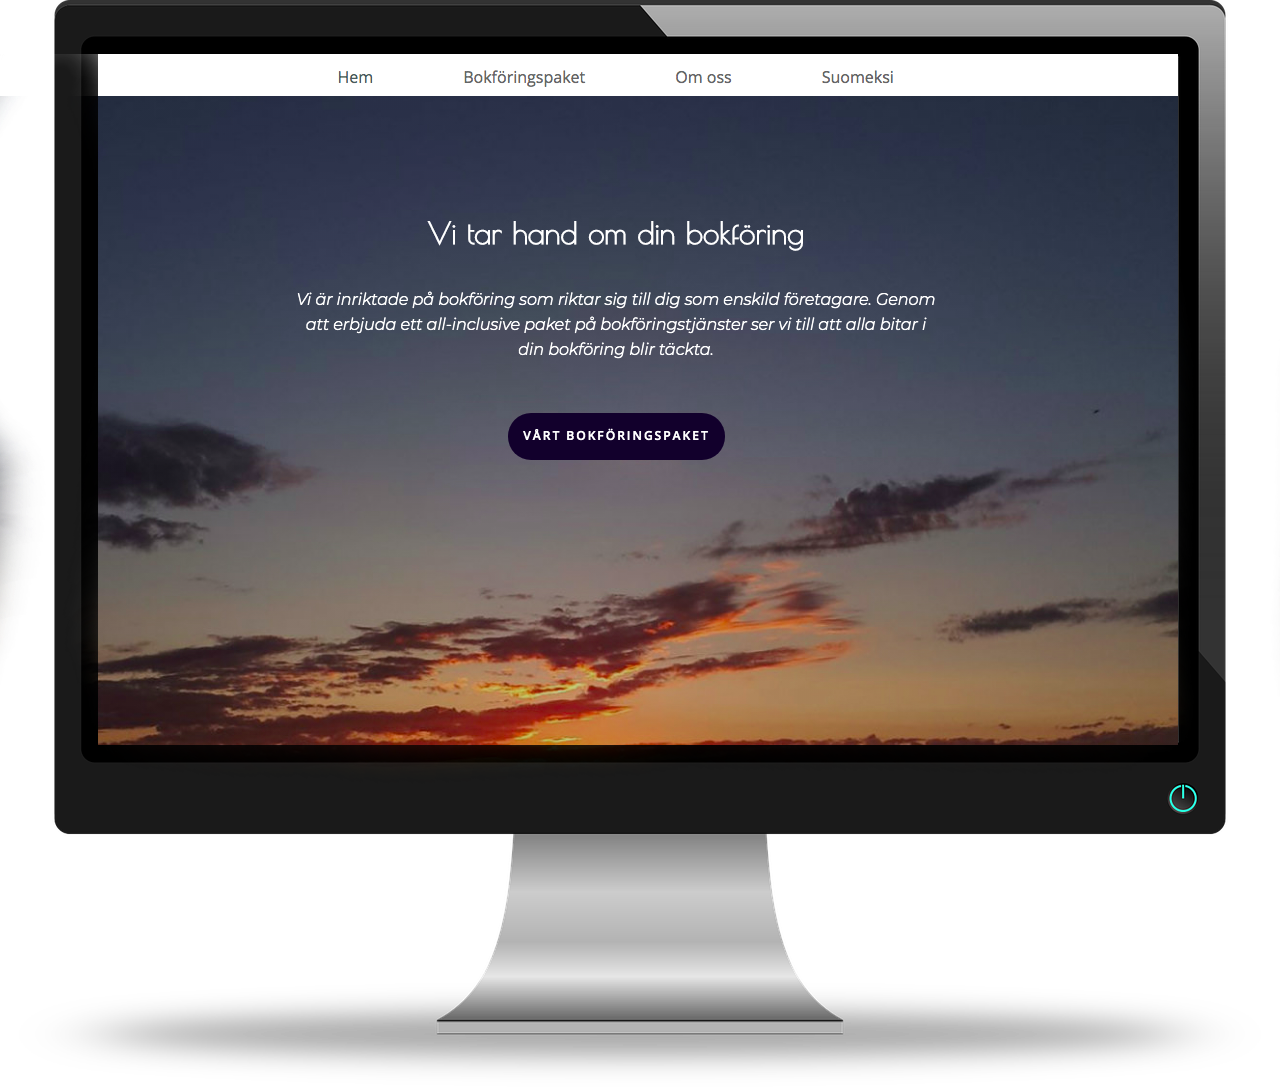 Hem Bokföringspaket Om oss Suomeksi
Vi tar hand om din bokföring
Vi är inriktade på bokföring som riktar sig till dig som enskild företagare. Genom
att erbjuda ett all-inclusive paket på bokföringstjänster ser vi till att alla bitar i
din bokföring blir täckta.
VÅRT BOKFÖRINGSPAKET